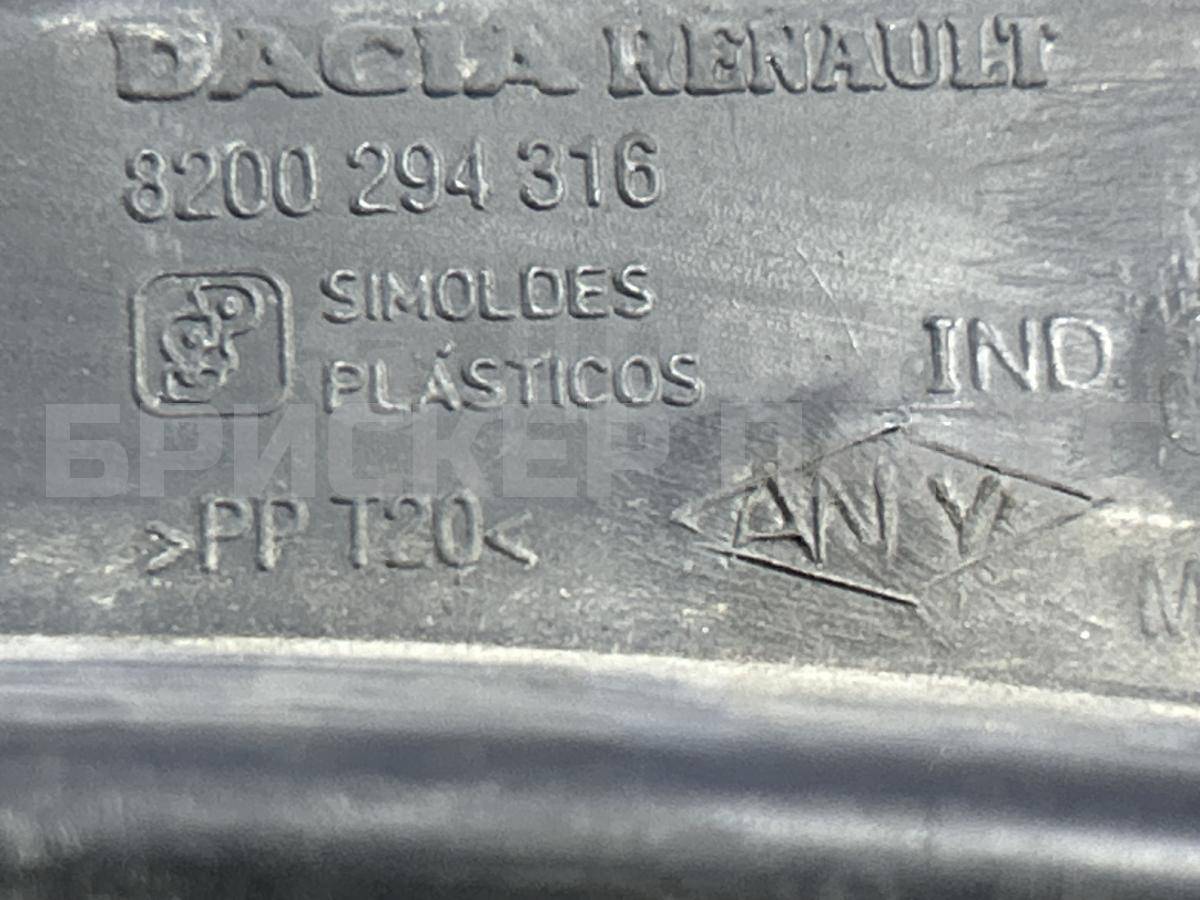 DACIA RENAULT
8200 294 316
SIMOLDES
PLÁSTICOS
IND.
БРИСКЕР
>PP T20<
ANY
M